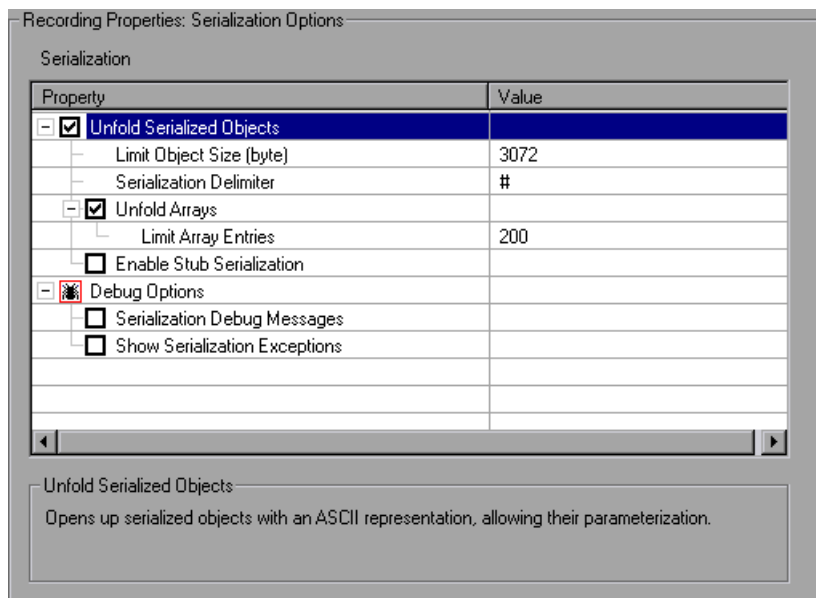 Recording Properties: Serialization Options
Serialization
Property Value
Unfold Serialized Objects
Limit Object Size (byte) 3072
Serialization Delimiter #
Unfold Arrays
Limit Array Entries 200
Enable Stub Serialization
Debug Options
Serialization Debug Messages
Show Serialization Exceptions
Unfold Serialized Objects
Opens up serialized objects with an ASCII representation, allowing their parameterization.